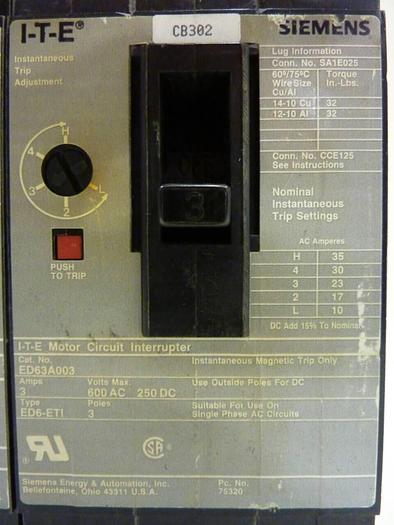 I-T-E®
CB302
SIEMENS
Instantaneous
Trip
Adjustment
H
4
3
2
L
PUSH
TO TRIP
3
Lug Information
Conn. No. SA1E025
60°/75°C Torque
Wire Size In.-Lbs.
Cu/Al
14-10 Cu 32
12-10 Al 32
Conn. No. CCE125
See Instructions
Nominal
Instantaneous
Trip Settings
AC Amperes
H 35
4 30
3 23
2 17
L 10
DC Add 15% To Nominal
I-T-E Motor Circuit Interrupter
Cat. No.
ED63A003
Instantaneous Magnetic Trip Only
Amps Volts Max.
3 600 AC 250 DC
Use Outside Poles For DC
Type Poles
ED6-ETI 3
Suitable For Use On
Single Phase AC Circuits
RU
SA
Siemens Energy & Automation, Inc.
Bellefontaine, Ohio 43311 U.S.A.
Pc. No.
75320